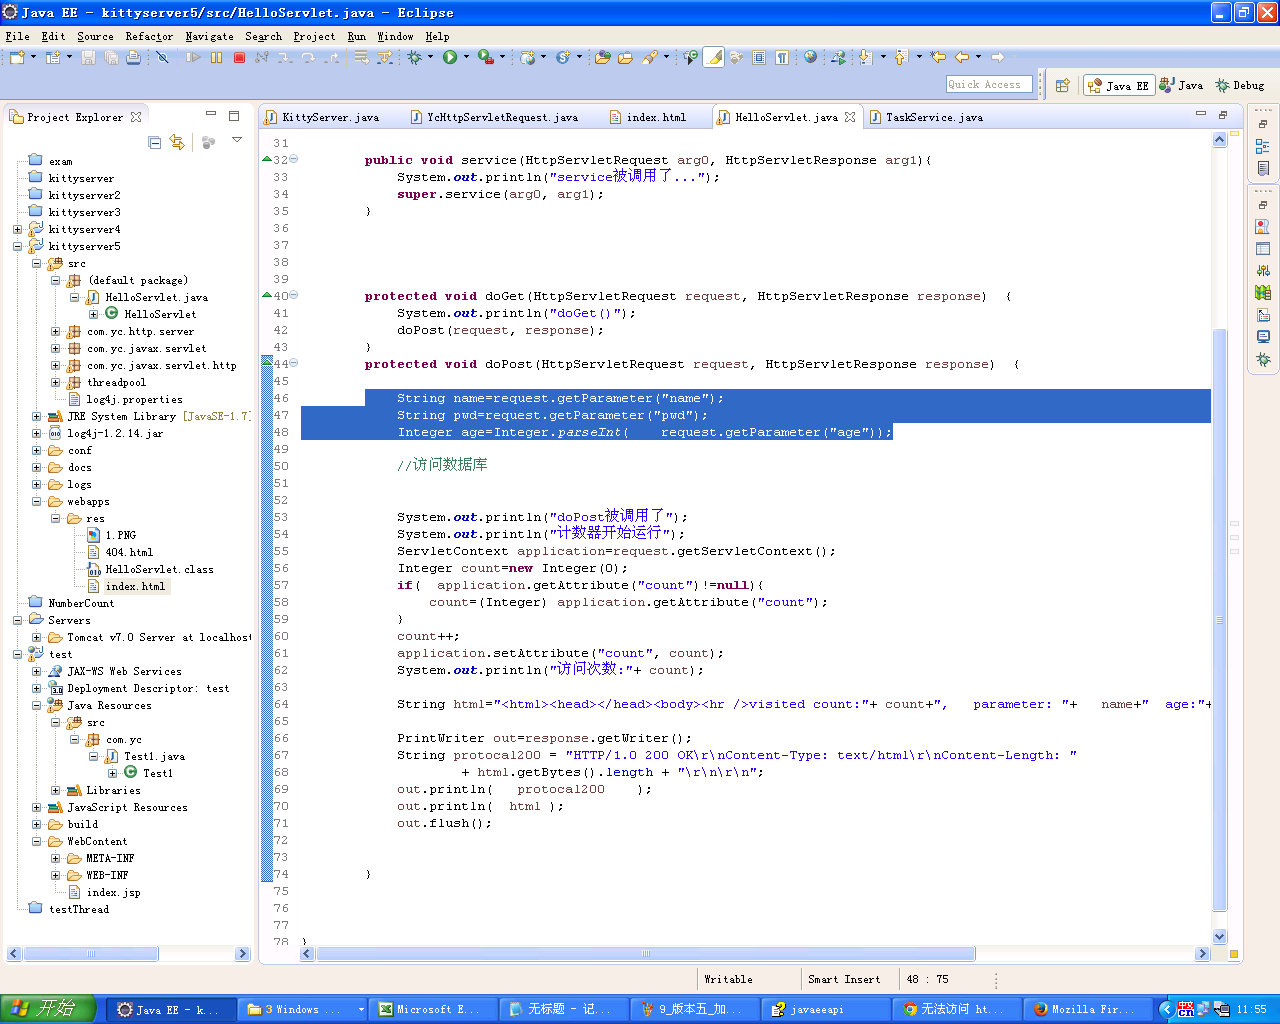 Java EE - kittyserver5/src/HelloServlet.java - Eclipse
File Edit Source Refactor Navigate Search Project Run Window Help
Quick Access
Java EE
Java
Debug
Project Explorer
exam
kittyserver
kittyserver2
kittyserver3
kittyserver4
kittyserver5
src
(default package)
HelloServlet.java
HelloServlet
com.yc.http.server
com.yc.javax.servlet
com.yc.javax.servlet.http
threadpool
log4j.properties
JRE System Library [JavaSE-1.7]
log4j-1.2.14.jar
conf
docs
logs
webapps
res
1.PNG
404.html
HelloServlet.class
index.html
NumberCount
Servers
Tomcat v7.0 Server at localhost
test
JAX-WS Web Services
Deployment Descriptor: test
Java Resources
src
com.yc
Test1.java
Test1
Libraries
JavaScript Resources
build
WebContent
META-INF
WEB-INF
index.jsp
testThread
KittyServer.java
YcHttpServletRequest.java
index.html
HelloServlet.java
TaskService.java
31
32 public void service(HttpServletRequest arg0, HttpServletResponse arg1){
33 System.out.println("service被调用了...");
34 super.service(arg0, arg1);
35 }
36
37
38
39
40 protected void doGet(HttpServletRequest request, HttpServletResponse response) {
41 System.out.println("doGet()");
42 doPost(request, response);
43 }
44 protected void doPost(HttpServletRequest request, HttpServletResponse response) {
45
46 String name=request.getParameter("name");
47 String pwd=request.getParameter("pwd");
48 Integer age=Integer.parseInt( request.getParameter("age"));
49
50 //访问数据库
51
52
53 System.out.println("doPost被调用了");
54 System.out.println("计数器开始运行");
55 ServletContext application=request.getServletContext();
56 Integer count=new Integer(0);
57 if( application.getAttribute("count")!=null){
58 count=(Integer) application.getAttribute("count");
59 }
60 count++;
61 application.setAttribute("count", count);
62 System.out.println("访问次数:"+ count);
63
64 String html="<html><head></head><body><hr />visited count:"+ count+", parameter: "+ name+" age:"+
65
66 PrintWriter out=response.getWriter();
67 String protocal200 = "HTTP/1.0 200 OK\r\nContent-Type: text/html\r\nContent-Length: "
68 + html.getBytes().length + "\r\n\r\n";
69 out.println( protocal200 );
70 out.println( html );
71 out.flush();
72
73
74 }
75
76
77
78 }
Writable
Smart Insert
48 : 75
开始
Java EE - k...
3 Windows ...
Microsoft E...
无标题 - 记...
9_版本五_加...
javaeeapi
无法访问 ht...
Mozilla Fir...
11:55